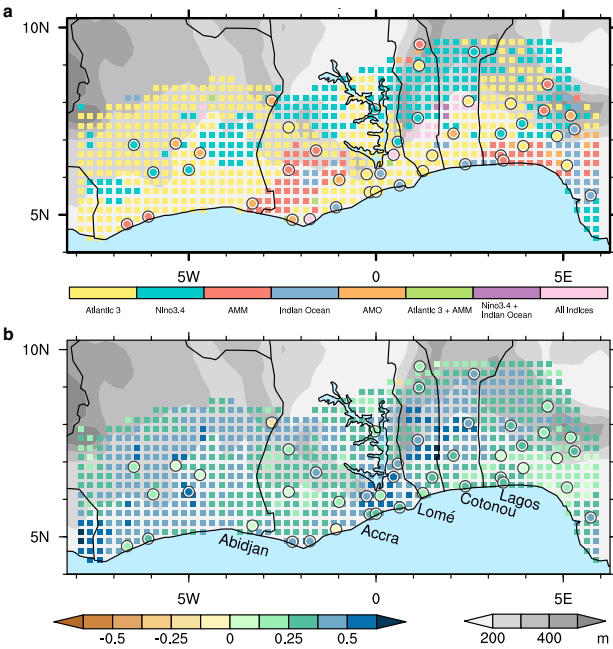 a
10N
5N
5W
0
5E
Atlantic 3
Nino3.4
AMM
Indian Ocean
AMO
Atlantic 3 + AMM
Nino3.4 +
Indian Ocean
All indices
b
10N
5N
Abidjan
Accra
Lomé
Cotonou
Lagos
5W
0
5E
-0.5
-0.25
0
0.25
0.5
200
400
m